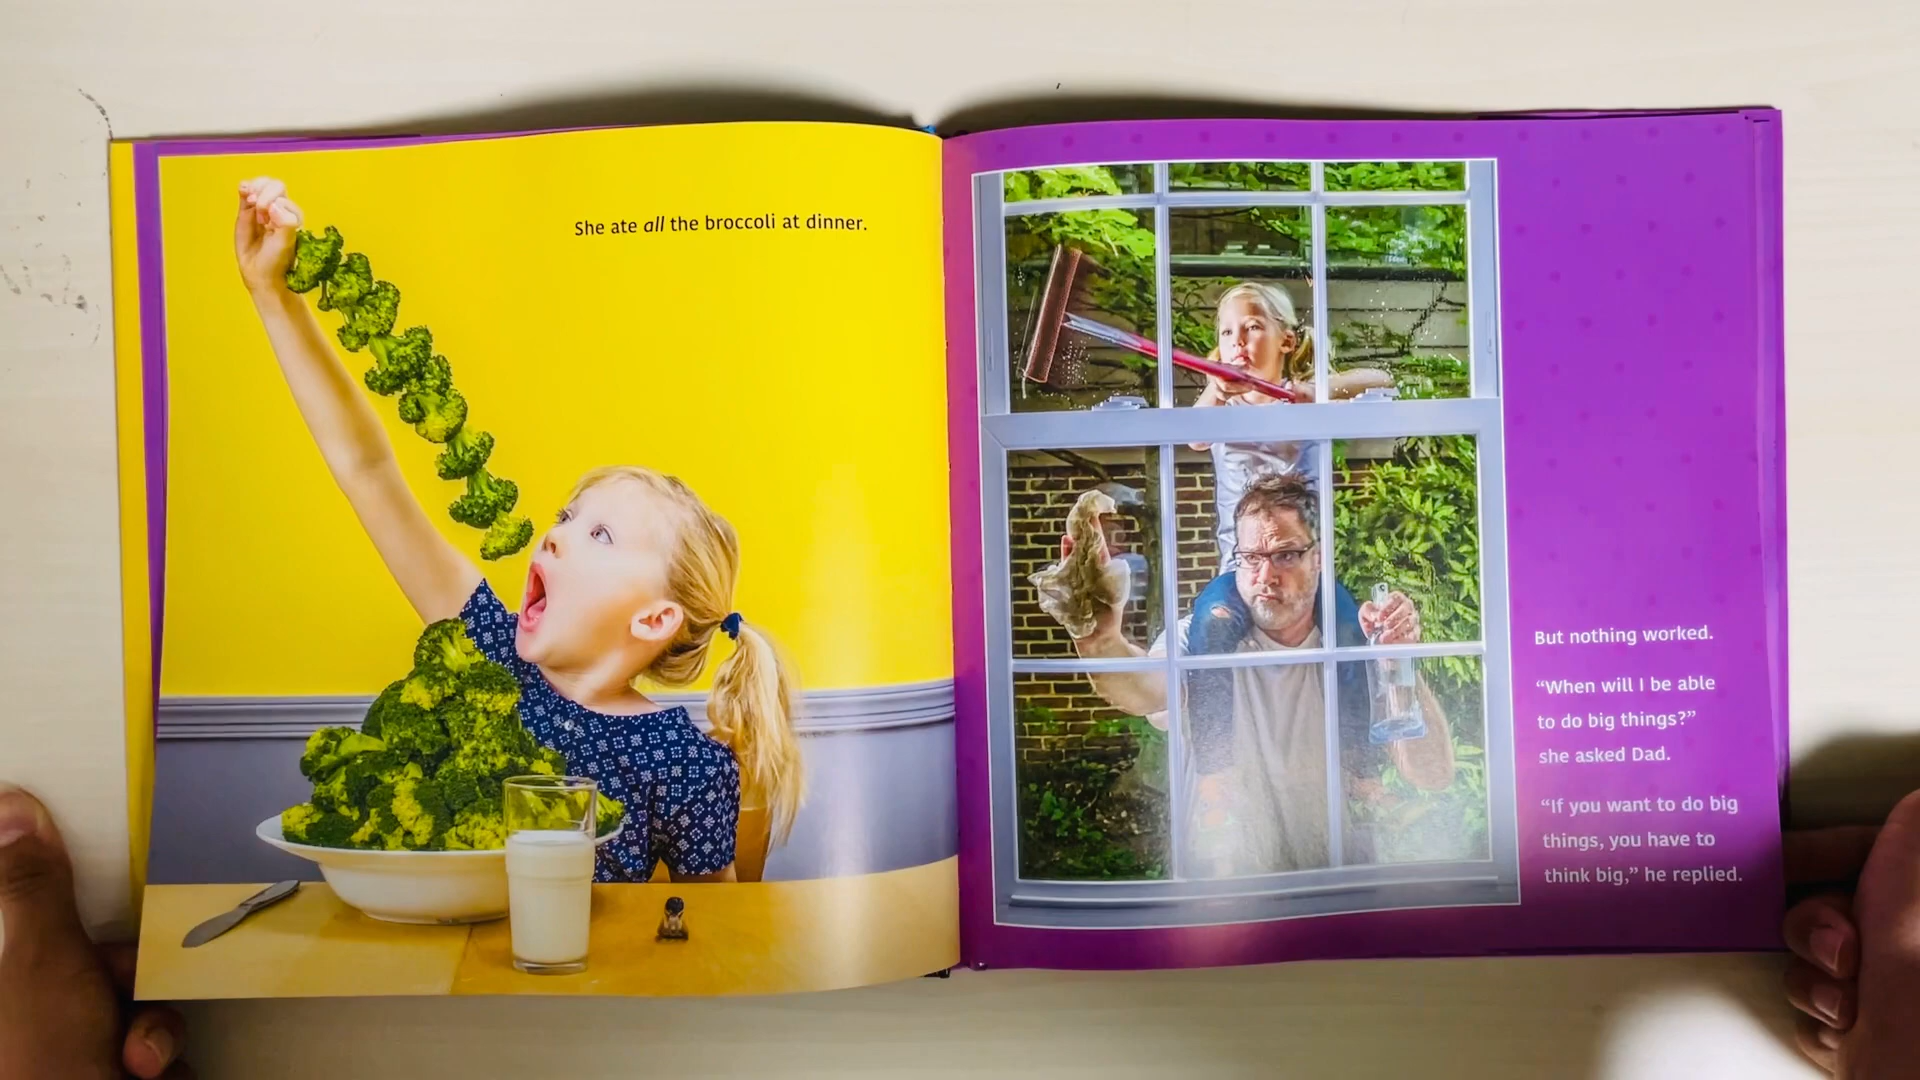 She ate all the broccoli at dinner.
But nothing worked.
“When will I be able
to do big things?”
she asked Dad.
“If you want to do big
things, you have to
think big,” he replied.